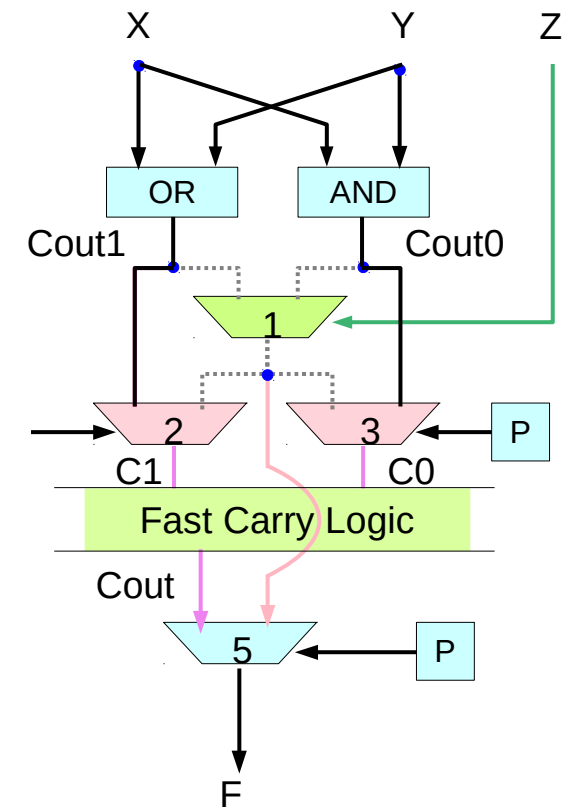 X Y Z
OR AND
Cout1 Cout0
1
2 3 P
C1 C0
Fast Carry Logic
Cout
5 P
F